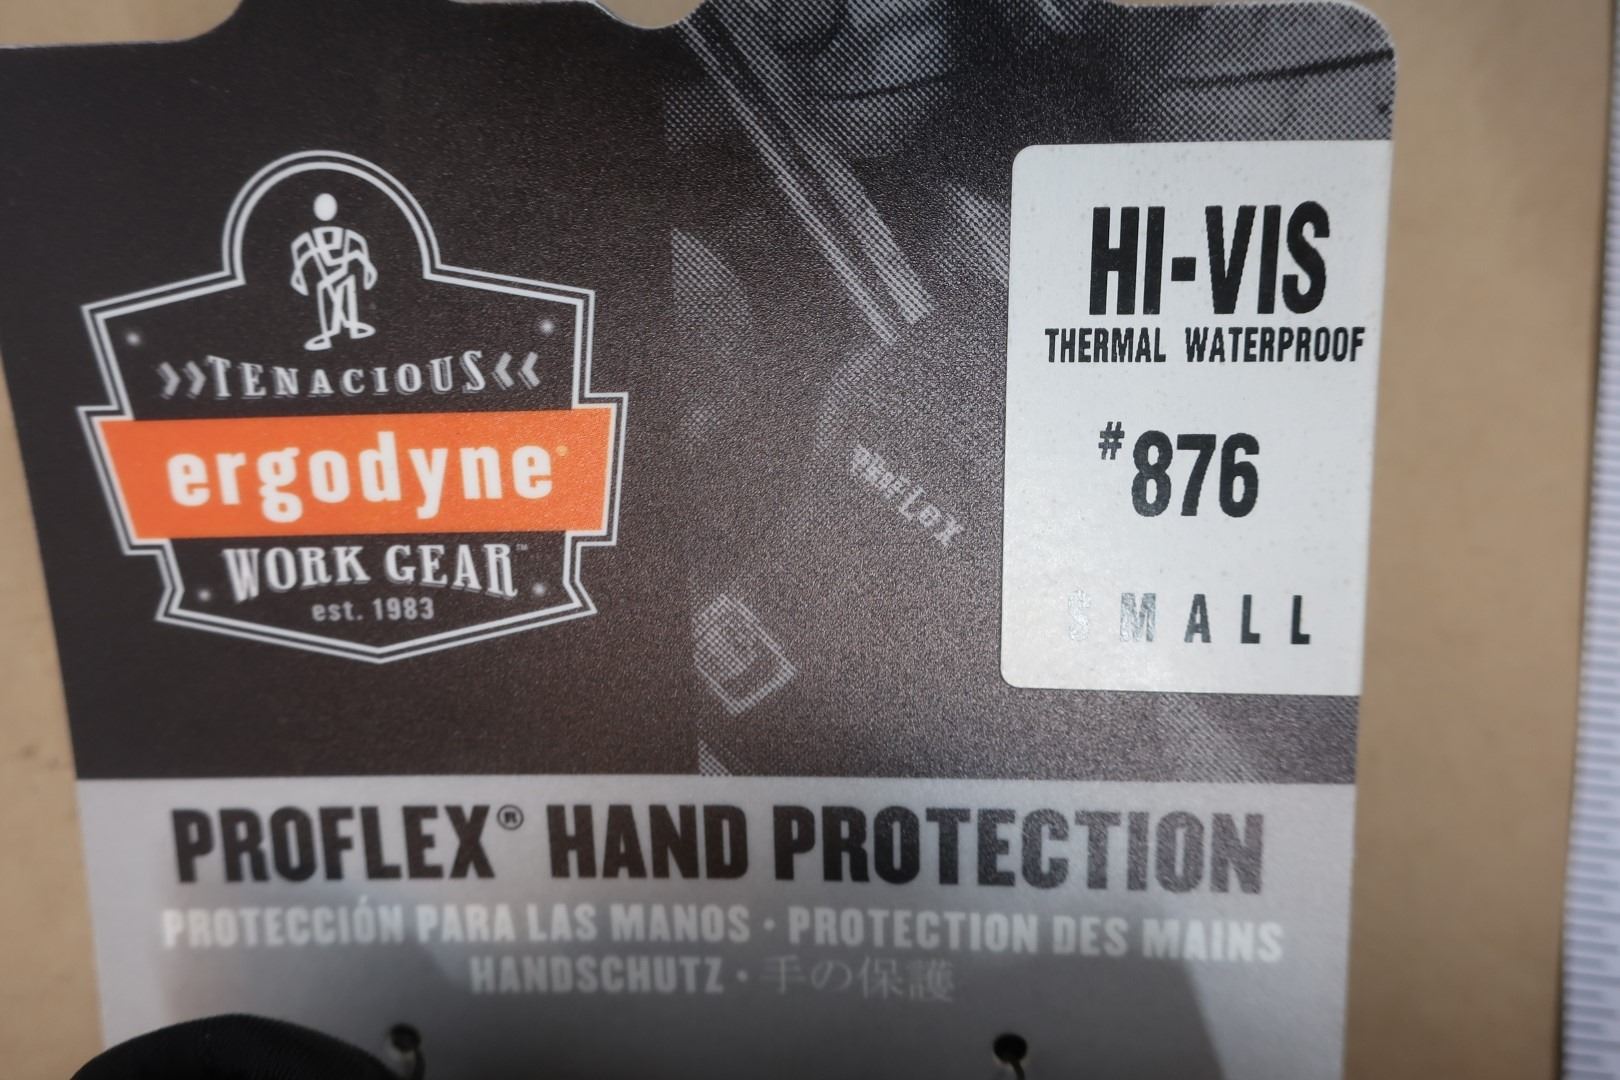 »TENACIOUS«
ergodyne
WORK GEAR™
est. 1983
PROFLEX
HI-VIS
THERMAL WATERPROOF
#876
SMALL
PROFLEX® HAND PROTECTION
PROTECCIÓN PARA LAS MANOS · PROTECTION DES MAINS
HANDSCHUTZ · 手の保護